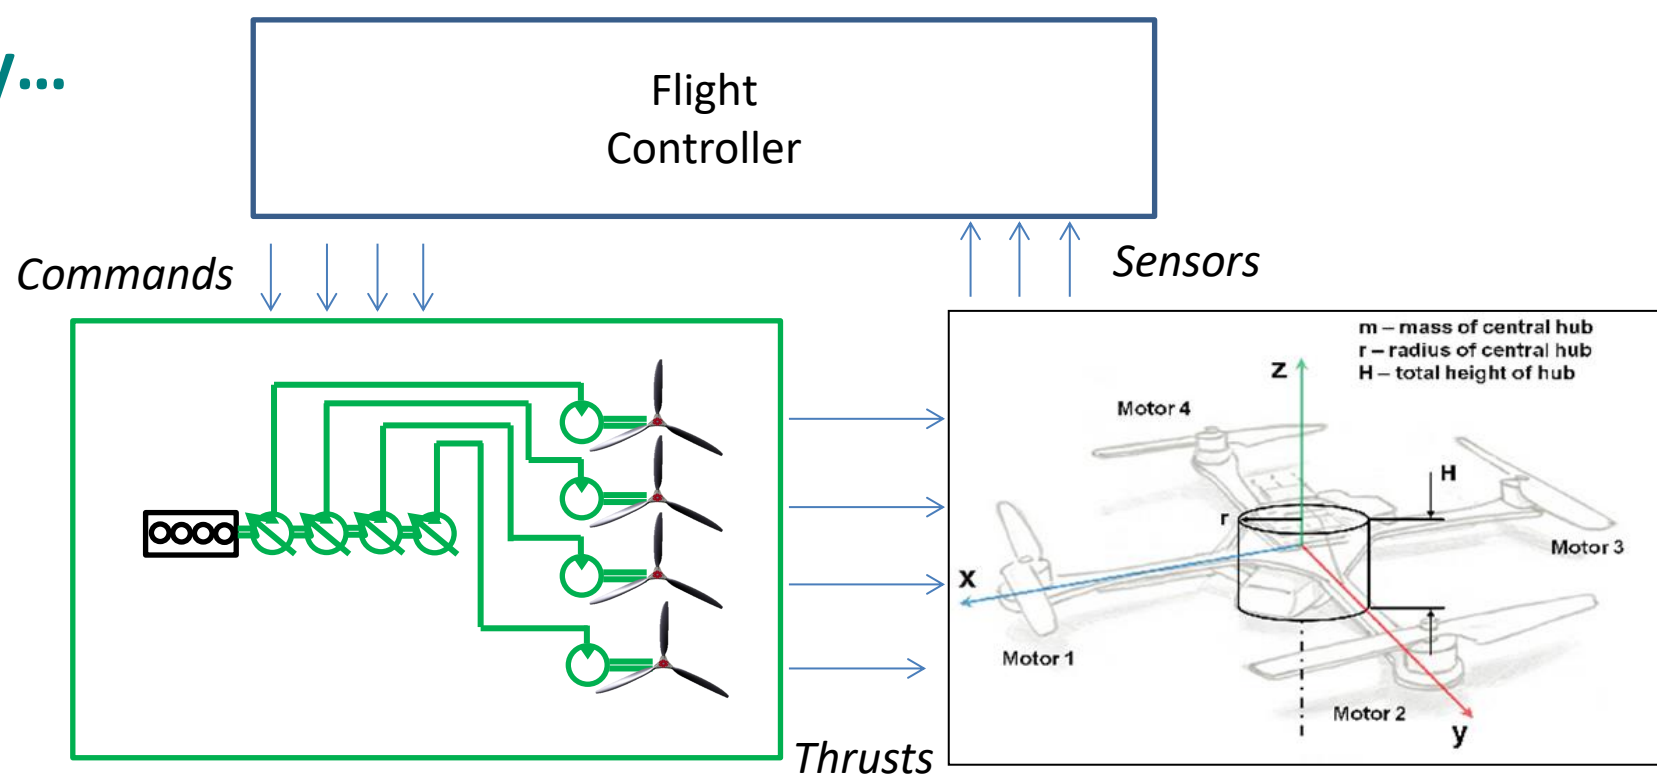 y...
Flight
Controller
Commands
Sensors
m – mass of central hub
r – radius of central hub
H – total height of hub
z
Motor 4
H
r
Motor 3
x
Motor 1
Motor 2
y
Thrusts